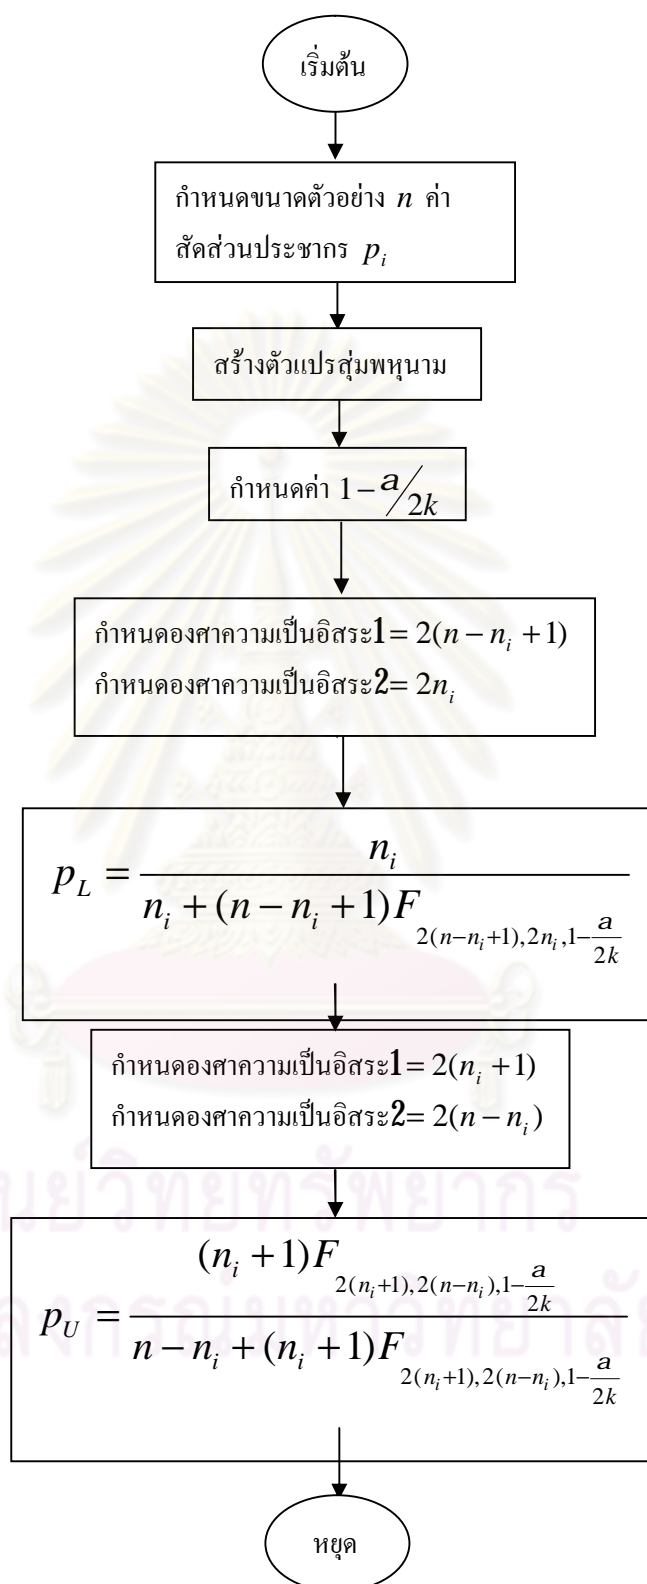 เริ่มต้น
กำหนดขนาดตัวอย่าง n ค่า
สัดส่วนประชากร p_i
สร้างตัวแปรสุ่มพหุนาม
กำหนดค่า 1 − a/2k
กำหนดองศาความเป็นอิสระ1= 2(n − n_i + 1)
กำหนดองศาความเป็นอิสระ2= 2n_i
p_L = n_i / (n_i + (n − n_i + 1)F_{2(n−n_i+1),2n_i,1−a/2k})
กำหนดองศาความเป็นอิสระ1= 2(n_i + 1)
กำหนดองศาความเป็นอิสระ2= 2(n − n_i)
p_U = (n_i + 1)F_{2(n_i+1),2(n−n_i),1−a/2k} / (n − n_i + (n_i + 1)F_{2(n_i+1),2(n−n_i),1−a/2k})
หยุด